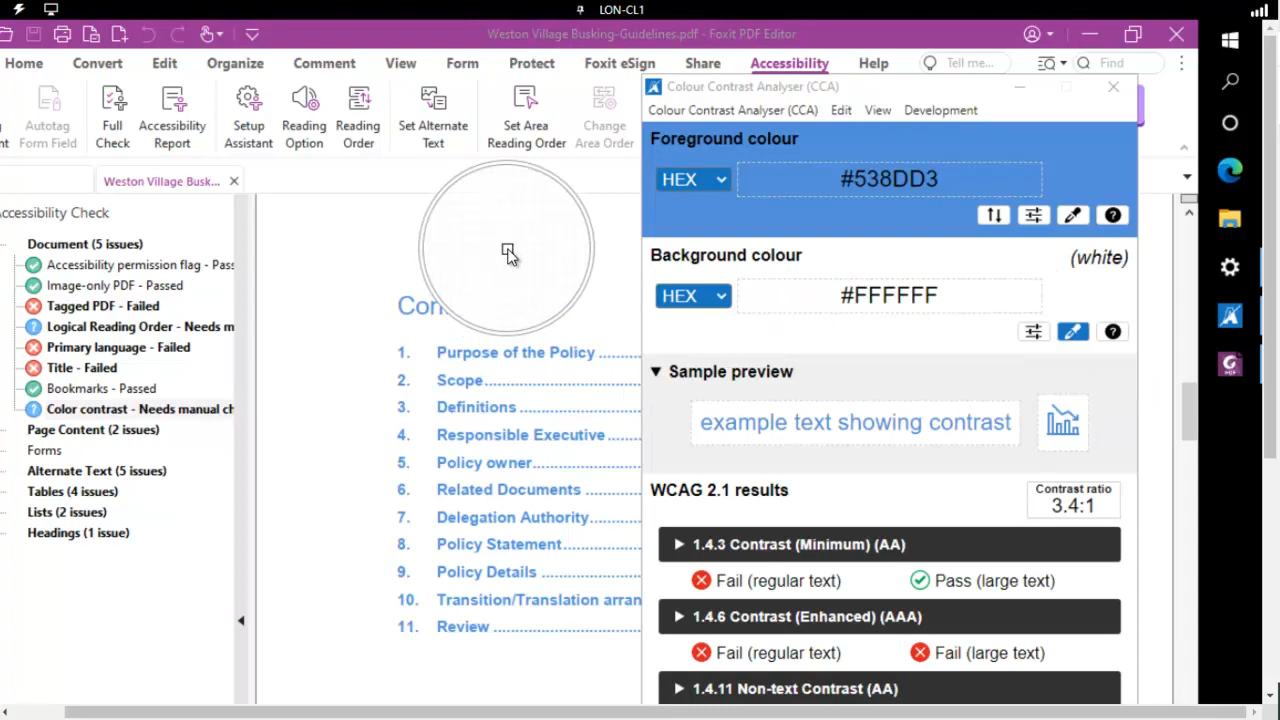 LON-CL1
Weston Village Busking-Guidelines.pdf - Foxit PDF Editor
Home Convert Edit Organize Comment View Form Protect Foxit eSign Share Accessibility Help Tell me... Find
Autotag Form Field
Full Check
Accessibility Report
Setup Assistant
Reading Option
Reading Order
Set Alternate Text
Set Area Reading Order
Change Area Order
Weston Village Busk...
Accessibility Check
Document (5 issues)
Accessibility permission flag - Pass
Image-only PDF - Passed
Tagged PDF - Failed
Logical Reading Order - Needs m
Primary language - Failed
Title - Failed
Bookmarks - Passed
Color contrast - Needs manual ch
Page Content (2 issues)
Forms
Alternate Text (5 issues)
Tables (4 issues)
Lists (2 issues)
Headings (1 issue)
1. Purpose of the Policy
2. Scope
3. Definitions
4. Responsible Executive
5. Policy owner
6. Related Documents
7. Delegation Authority
8. Policy Statement
9. Policy Details
10. Transition/Translation arran
11. Review
Colour Contrast Analyser (CCA)
Colour Contrast Analyser (CCA) Edit View Development
Foreground colour
HEX #538DD3
Background colour (white)
HEX #FFFFFF
Sample preview
example text showing contrast
WCAG 2.1 results
Contrast ratio
3.4:1
1.4.3 Contrast (Minimum) (AA)
Fail (regular text) Pass (large text)
1.4.6 Contrast (Enhanced) (AAA)
Fail (regular text) Fail (large text)
1.4.11 Non-text Contrast (AA)